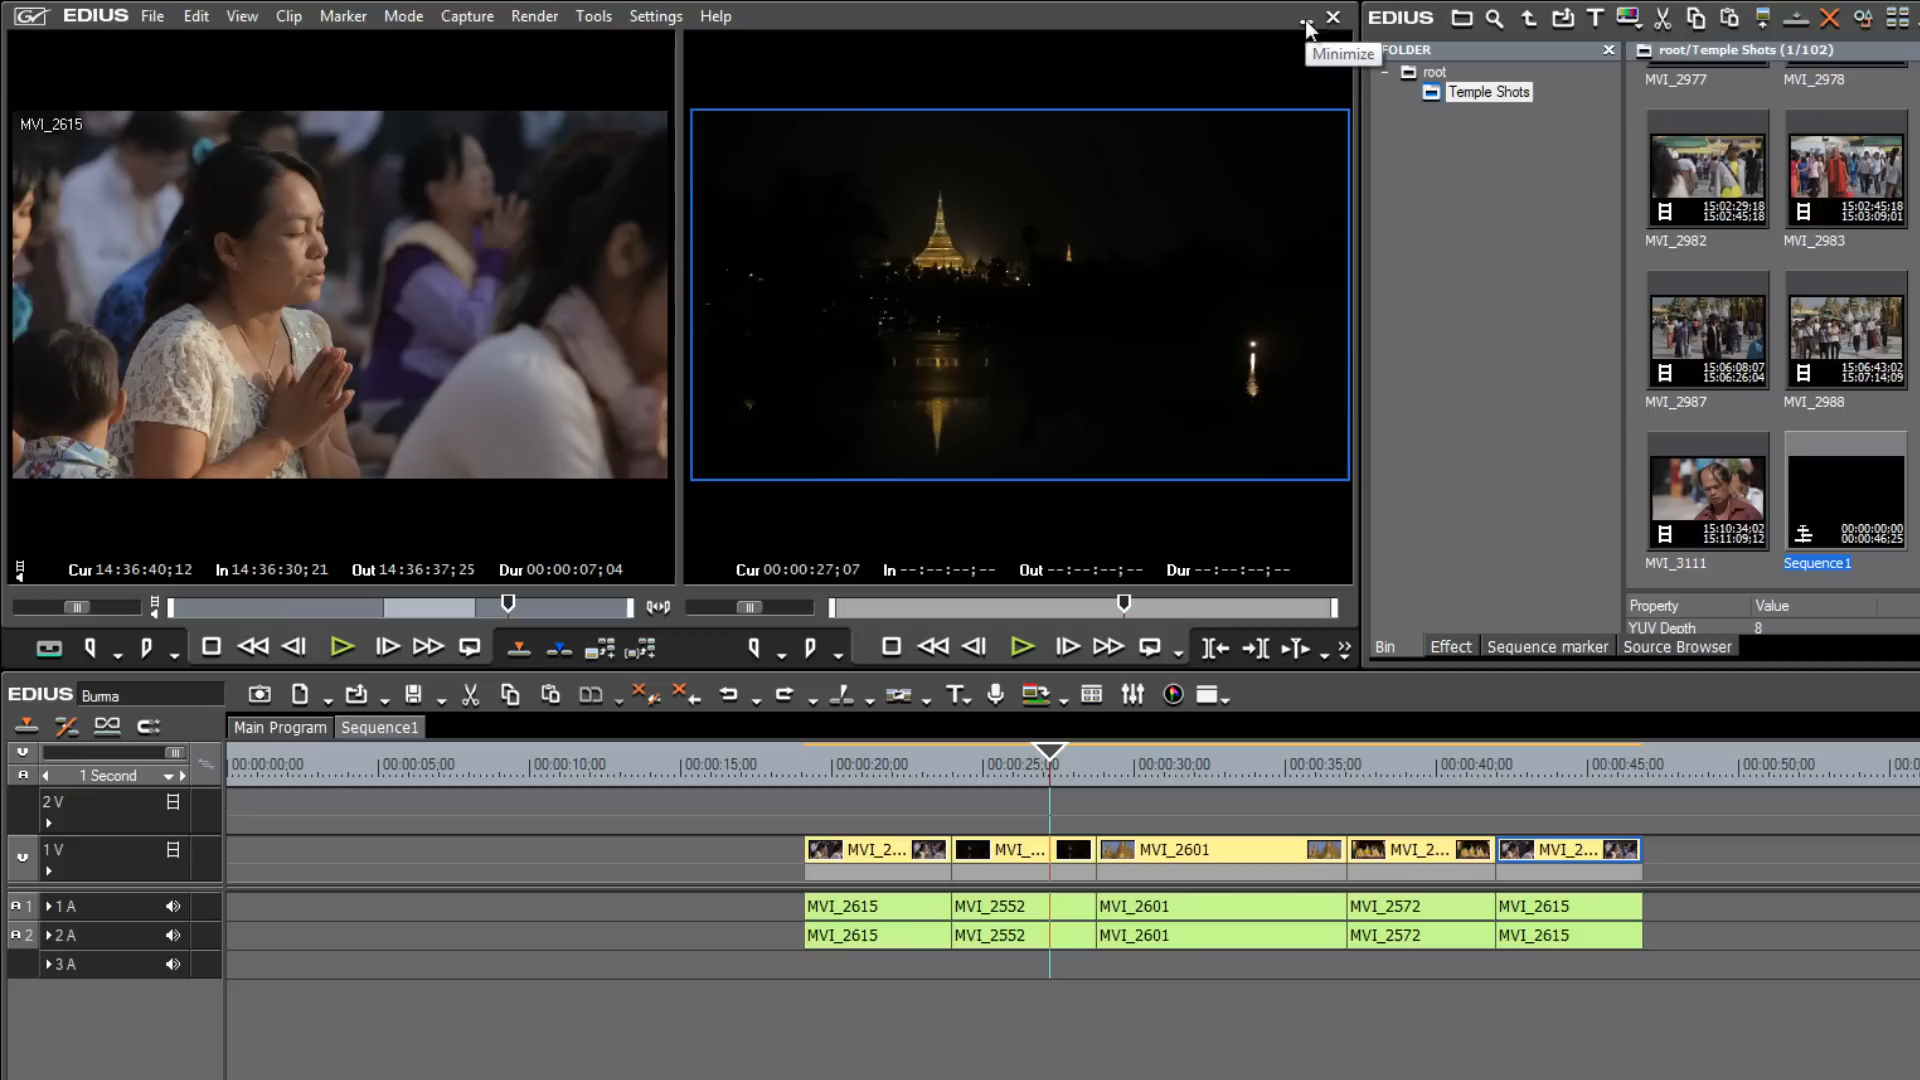 EDIUS File Edit View Clip Marker Mode Capture Render Tools Settings Help
Minimize
MVI_2615
Cur 14:36:40;12 In 14:36:30;21 Out 14:36:37;25 Dur 00:00:07;04
Cur 00:00:27;07 In --:--:--;-- Out --:--:--;-- Dur --:--:--;--
EDIUS
FOLDER
root
Temple Shots
root/Temple Shots (1/102)
MVI_2977 MVI_2978
15:02:29;18 15:02:45;18
15:02:45;18 15:03:09;01
MVI_2982 MVI_2983
15:06:08;07 15:06:43;02
15:06:26;04 15:07:14;09
MVI_2987 MVI_2988
15:10:34;02 00:00:00;00
15:11:09;12 00:00:46;25
MVI_3111 Sequence1
Property Value
YUV Depth 8
Bin Effect Sequence marker Source Browser
EDIUS Burma
Main Program Sequence1
1 Second
00:00:00;00 00:00:05;00 00:00:10;00 00:00:15;00 00:00:20;00 00:00:25;00 00:00:30;00 00:00:35;00 00:00:40;00 00:00:45;00 00:00:50;00
2 V
1 V MVI_2... MVI_... MVI_2601 MVI_2... MVI_2...
A 1 1 A MVI_2615 MVI_2552 MVI_2601 MVI_2572 MVI_2615
A 2 2 A MVI_2615 MVI_2552 MVI_2601 MVI_2572 MVI_2615
3 A